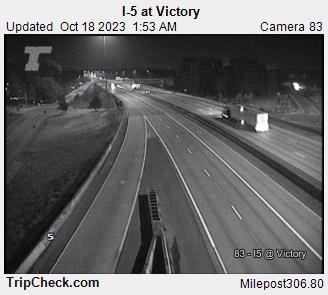 I-5 at Victory
Updated Oct 18 2023 1:53 AM Camera 83
T
S
83 - I5 @ Victory
TripCheck.com Milepost306.80